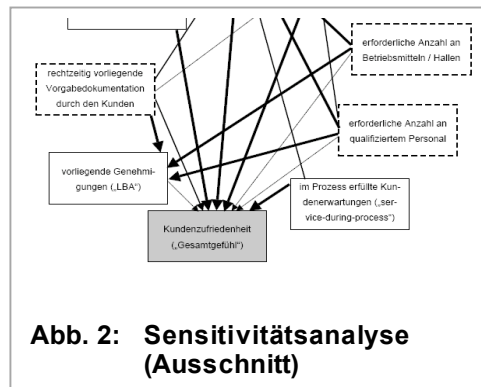 erforderliche Anzahl an
Betriebsmitteln / Hallen
rechtzeitig vorliegende
Vorgabedokumentation
durch den Kunden
erforderliche Anzahl an
qualifiziertem Personal
vorliegende Genehmi-
gungen („LBA“)
im Prozess erfüllte Kun-
denerwartungen („ser-
vice-during-process“)
Kundenzufriedenheit
(„Gesamtgefühl“)
Abb. 2: Sensitivitätsanalyse
(Ausschnitt)